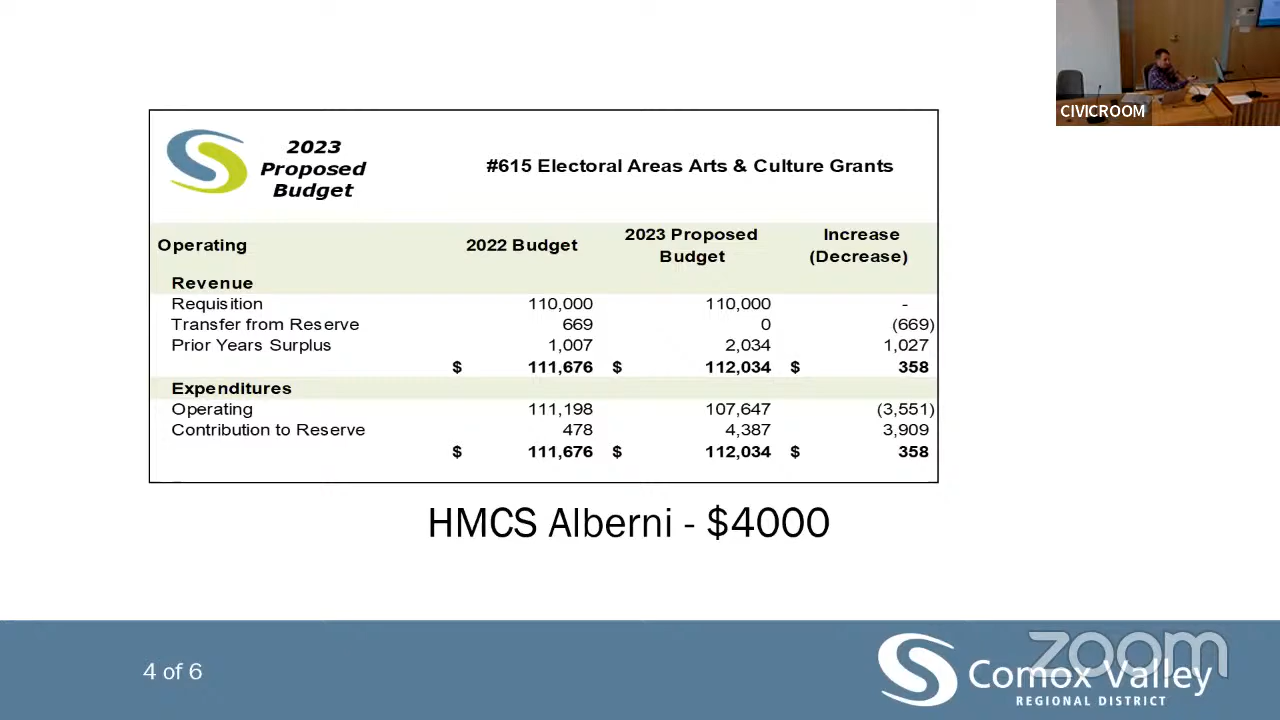 CIVICROOM
2023
Proposed
Budget
#615 Electoral Areas Arts & Culture Grants
Operating 2022 Budget 2023 Proposed Budget Increase (Decrease)
Revenue
Requisition 110,000 110,000 -
Transfer from Reserve 669 0 (669)
Prior Years Surplus 1,007 2,034 1,027
$ 111,676 $ 112,034 $ 358
Expenditures
Operating 111,198 107,647 (3,551)
Contribution to Reserve 478 4,387 3,909
$ 111,676 $ 112,034 $ 358
HMCS Alberni - $4000
4 of 6
zoom
Comox Valley
REGIONAL DISTRICT